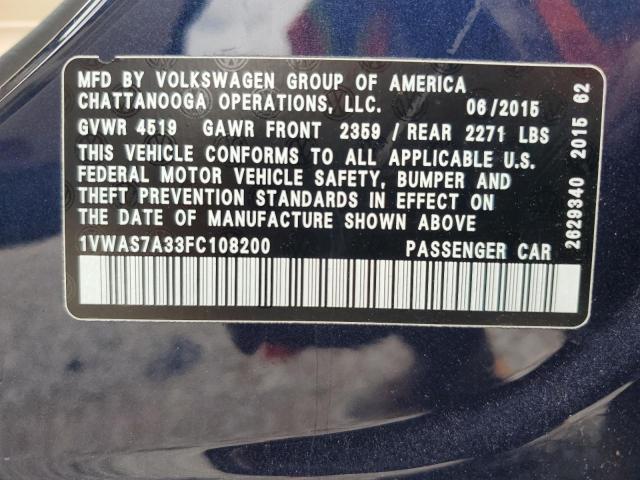 MFD BY VOLKSWAGEN GROUP OF AMERICA
CHATTANOOGA OPERATIONS, LLC. 06/2015
GVWR 4519 GAWR FRONT 2359 / REAR 2271 LBS
THIS VEHICLE CONFORMS TO ALL APPLICABLE U.S.
FEDERAL MOTOR VEHICLE SAFETY, BUMPER AND
THEFT PREVENTION STANDARDS IN EFFECT ON
THE DATE OF MANUFACTURE SHOWN ABOVE
1VWAS7A33FC108200 PASSENGER CAR
2629340 2015 62